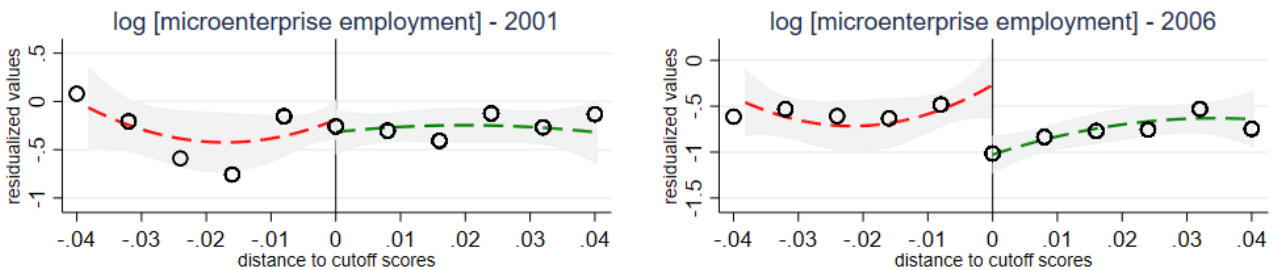 log [microenterprise employment] - 2001
residualized values
.5
0
-.5
-1
-.04 -.03 -.02 -.01 0 .01 .02 .03 .04
distance to cutoff scores
log [microenterprise employment] - 2006
residualized values
0
-.5
-1
-1.5
-.04 -.03 -.02 -.01 0 .01 .02 .03 .04
distance to cutoff scores